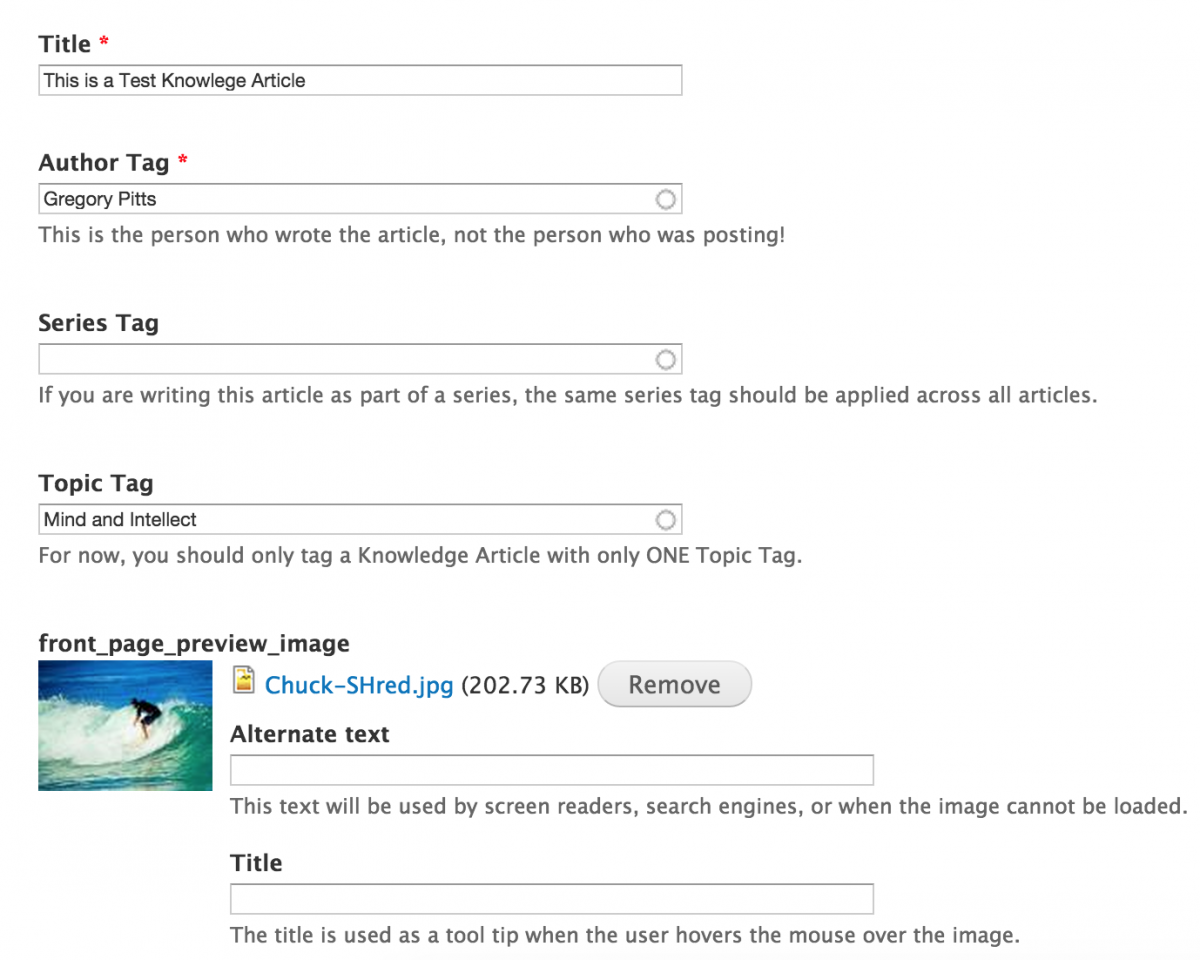 Title *
This is a Test Knowlege Article
Author Tag *
Gregory Pitts
This is the person who wrote the article, not the person who was posting!
Series Tag
If you are writing this article as part of a series, the same series tag should be applied across all articles.
Topic Tag
Mind and Intellect
For now, you should only tag a Knowledge Article with only ONE Topic Tag.
front_page_preview_image
Chuck-SHred.jpg (202.73 KB) Remove
Alternate text
This text will be used by screen readers, search engines, or when the image cannot be loaded.
Title
The title is used as a tool tip when the user hovers the mouse over the image.